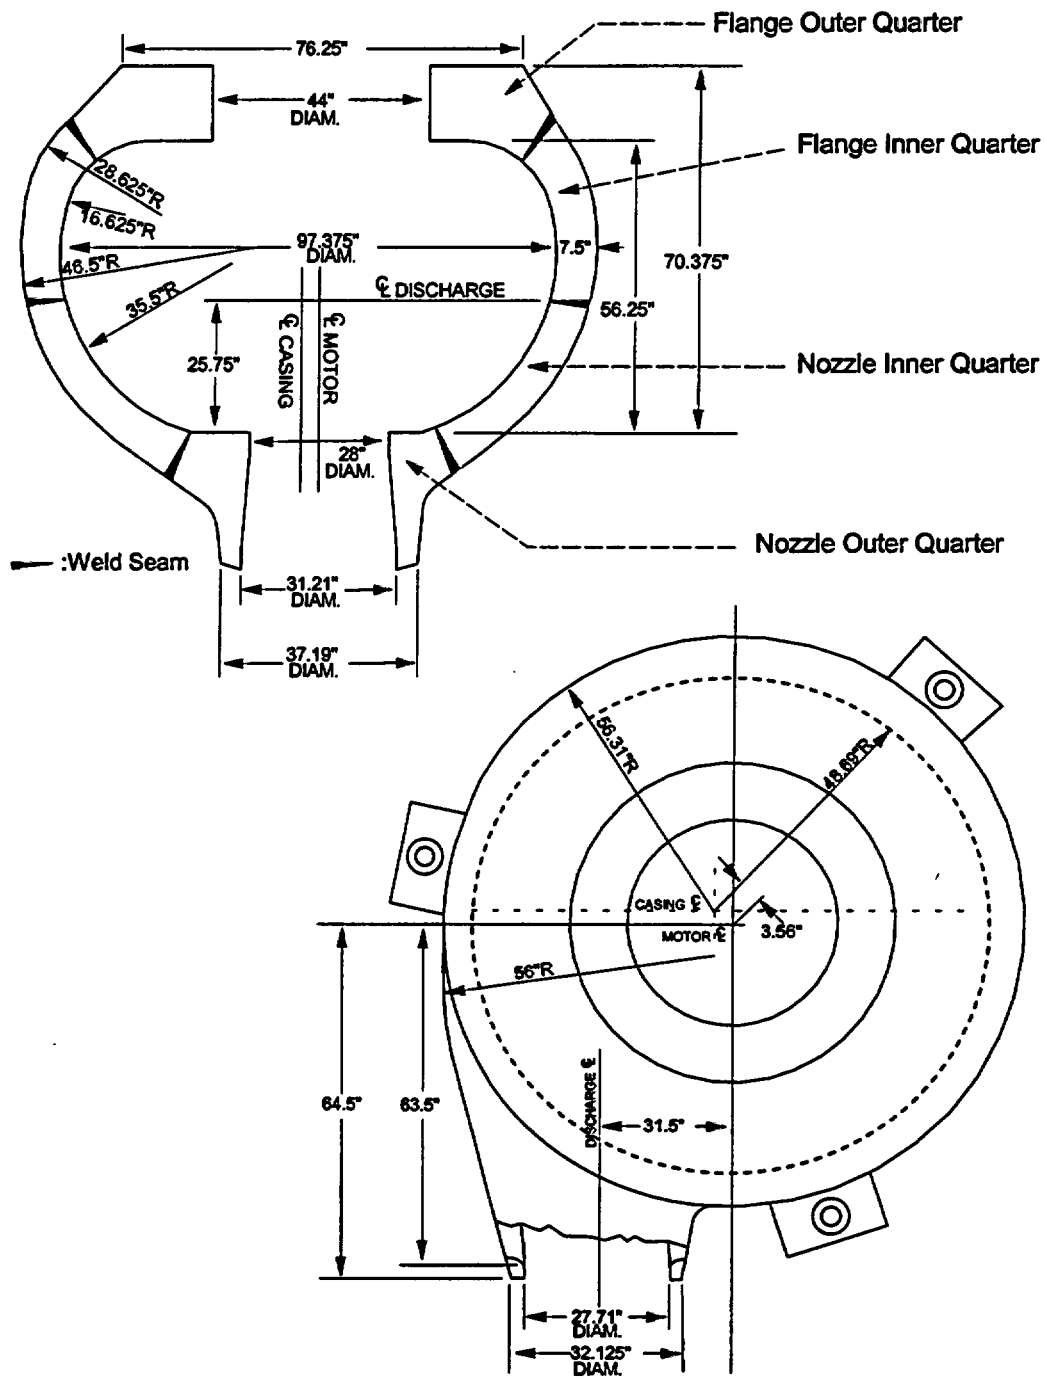 Flange Outer Quarter
76.25"
44"
DIAM.
Flange Inner Quarter
28.625"R
16.625"R
97.375"
DIAM.
7.5"
70.375"
46.5"R
35.5"R
℄ DISCHARGE
56.25"
25.75"
℄ CASING
℄ MOTOR
Nozzle Inner Quarter
28"
DIAM.
Nozzle Outer Quarter
:Weld Seam
31.21"
DIAM.
37.19"
DIAM.
56.31"R
48.69"R
CASING ℄
MOTOR ℄
3.56"
56"R
DISCHARGE ℄
64.5"
63.5"
31.5"
27.71"
DIAM.
32.125"
DIAM.